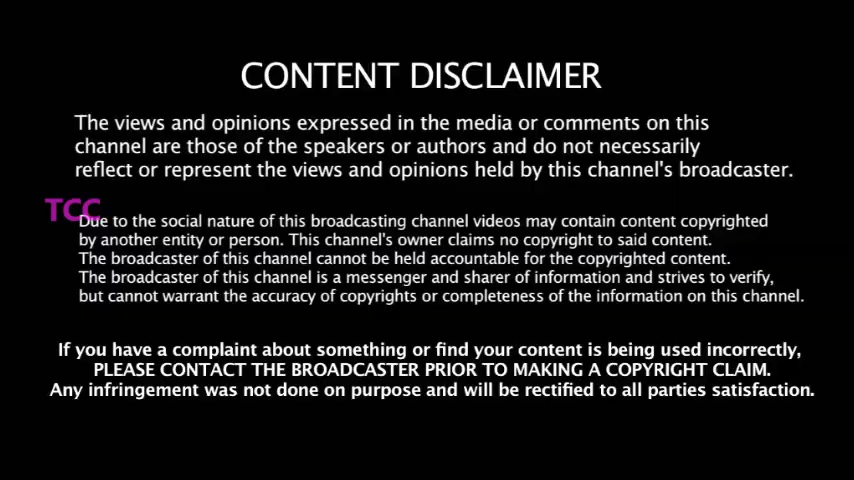 CONTENT DISCLAIMER
The views and opinions expressed in the media or comments on this
channel are those of the speakers or authors and do not necessarily
reflect or represent the views and opinions held by this channel's broadcaster.
TCC
Due to the social nature of this broadcasting channel videos may contain content copyrighted
by another entity or person. This channel's owner claims no copyright to said content.
The broadcaster of this channel cannot be held accountable for the copyrighted content.
The broadcaster of this channel is a messenger and sharer of information and strives to verify,
but cannot warrant the accuracy of copyrights or completeness of the information on this channel.
If you have a complaint about something or find your content is being used incorrectly,
PLEASE CONTACT THE BROADCASTER PRIOR TO MAKING A COPYRIGHT CLAIM.
Any infringement was not done on purpose and will be rectified to all parties satisfaction.